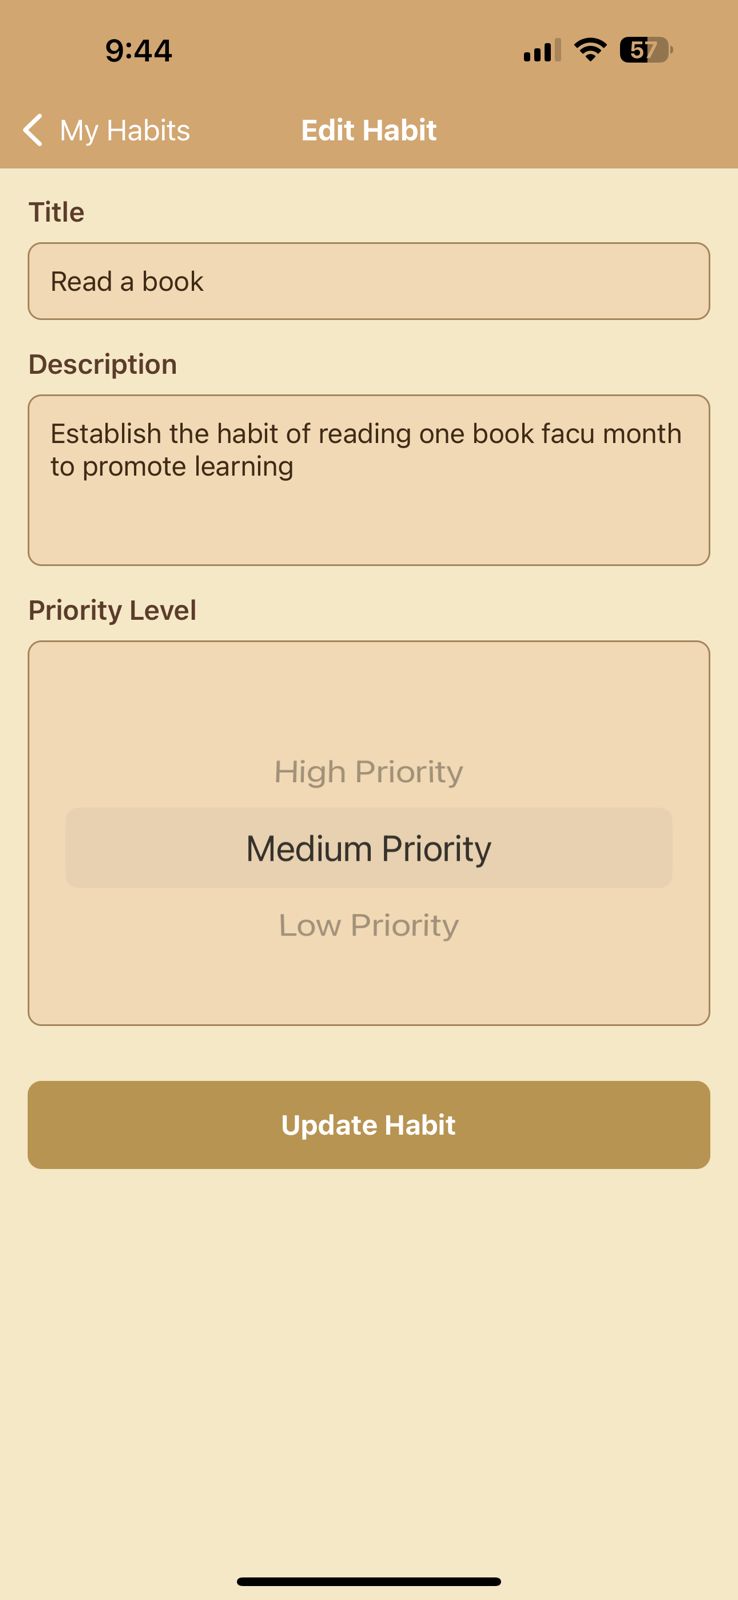 9:44
57
My Habits
Edit Habit
Title
Read a book
Description
Establish the habit of reading one book facu month
to promote learning
Priority Level
High Priority
Medium Priority
Low Priority
Update Habit